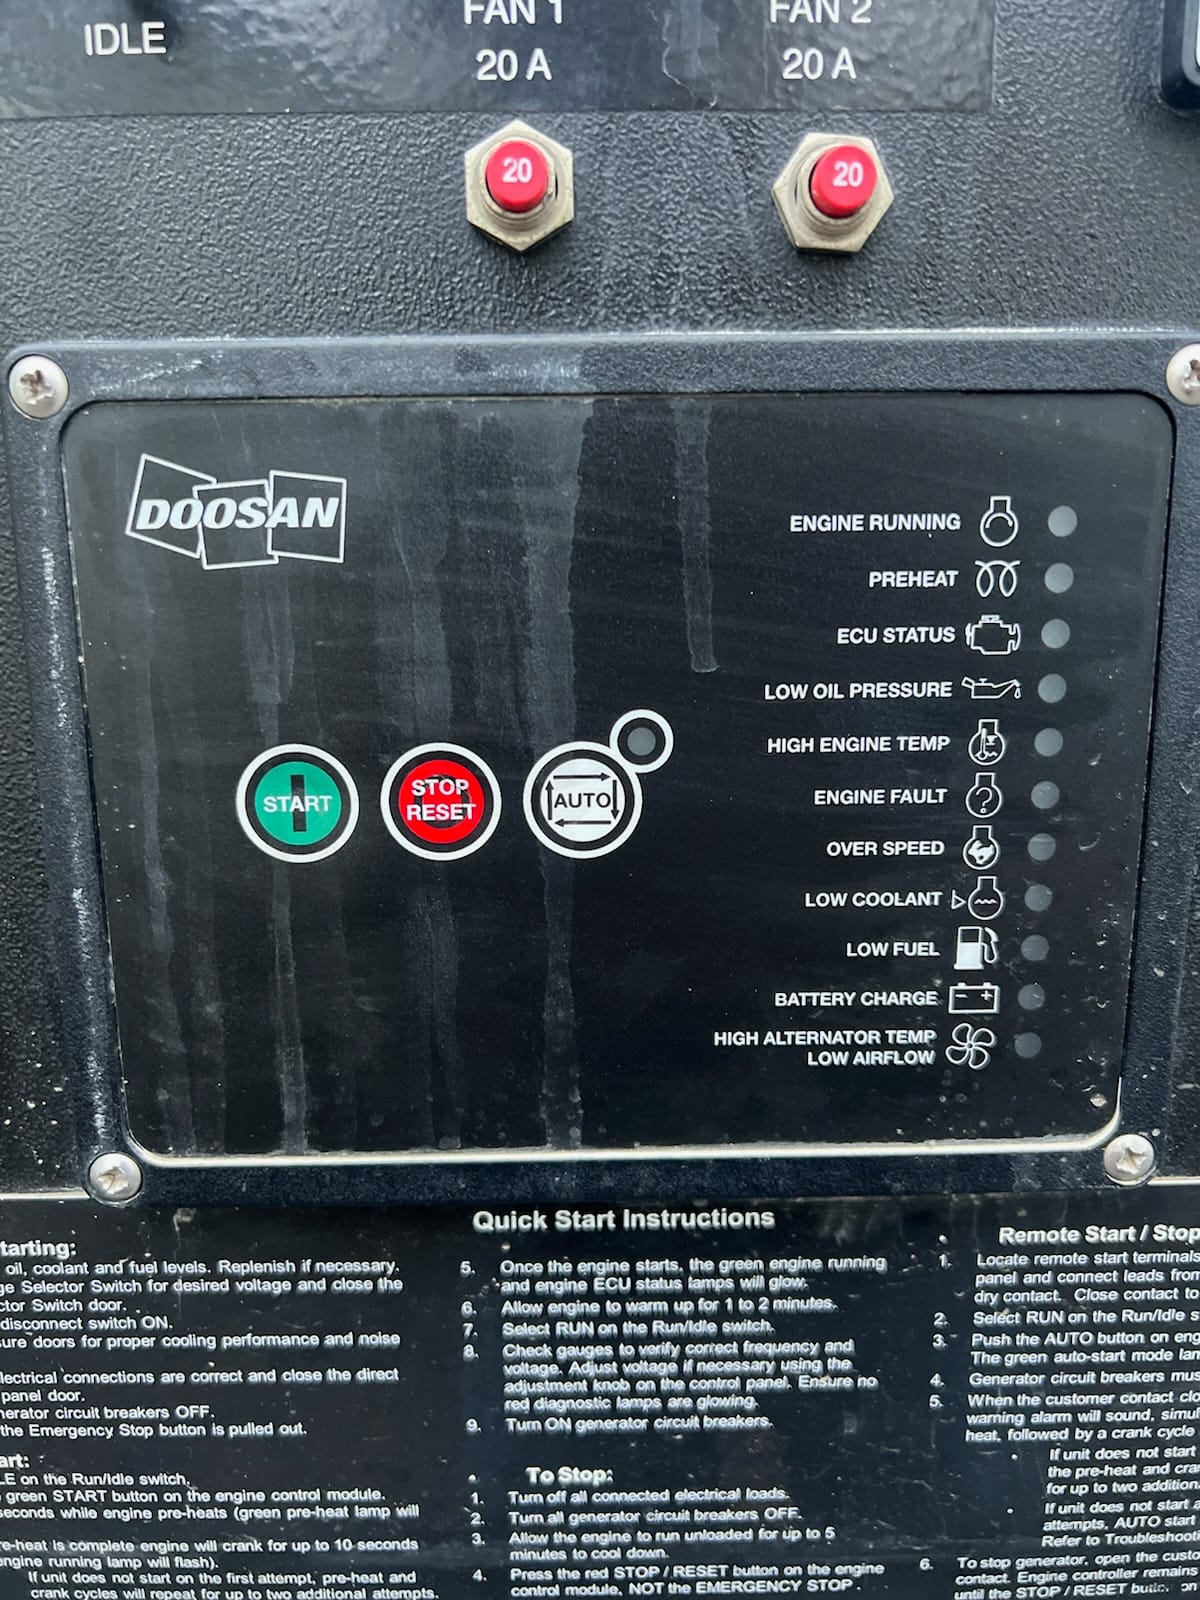 IDLE
FAN 1
20 A
FAN 2
20 A
20
20
DOOSAN
START
STOP
RESET
AUTO
ENGINE RUNNING
PREHEAT
ECU STATUS
LOW OIL PRESSURE
HIGH ENGINE TEMP
ENGINE FAULT
?
OVER SPEED
LOW COOLANT
LOW FUEL
BATTERY CHARGE
- +
HIGH ALTERNATOR TEMP
LOW AIRFLOW
Quick Start Instructions
tarting:
oil, coolant and fuel levels. Replenish if necessary.
ge Selector Switch for desired voltage and close the
ctor Switch door.
disconnect switch ON.
sure doors for proper cooling performance and noise
lectrical connections are correct and close the direct
panel door.
nerator circuit breakers OFF.
the Emergency Stop button is pulled out.
art:
LE on the Run/Idle switch.
green START button on the engine control module.
seconds while engine pre-heats (green pre-heat lamp will
re-heat is complete engine will crank for up to 10 seconds
engine running lamp will flash).
If unit does not start on the first attempt, pre-heat and
crank cycles will repeat for up to two additional attempts.
5. Once the engine starts, the green engine running
and engine ECU status lamps will glow.
6. Allow engine to warm up for 1 to 2 minutes.
7. Select RUN on the Run/Idle switch.
8. Check gauges to verify correct frequency and
voltage. Adjust voltage if necessary using the
adjustment knob on the control panel. Ensure no
red diagnostic lamps are glowing.
9. Turn ON generator circuit breakers.
To Stop:
1. Turn off all connected electrical loads.
2. Turn all generator circuit breakers OFF.
3. Allow the engine to run unloaded for up to 5
minutes to cool down.
4. Press the red STOP / RESET button on the engine
control module, NOT the EMERGENCY STOP.
Remote Start / Stop
1. Locate remote start terminals
panel and connect leads from
dry contact. Close contact to
2. Select RUN on the Run/Idle s
3. Push the AUTO button on eng
The green auto-start mode lam
4. Generator circuit breakers mus
5. When the customer contact clo
warning alarm will sound, simul
heat, followed by a crank cycle
If unit does not start
the pre-heat and cra
for up to two addition
If unit does not start a
attempts, AUTO start
Refer to Troubleshooti
6. To stop generator, open the custo
contact. Engine controller remains
until the STOP / RESET button on